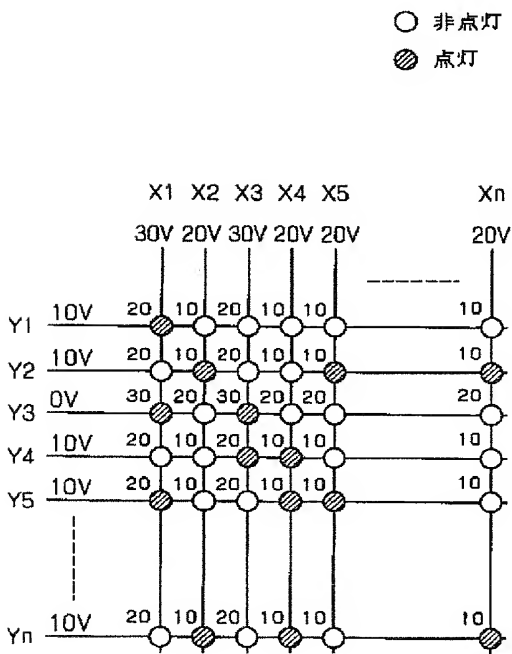 非点灯
点灯
X1 X2 X3 X4 X5 Xn
30V 20V 30V 20V 20V 20V
Y1 10V 20 10 20 10 10 10
Y2 10V 20 10 20 10 10 10
Y3 0V 30 20 30 20 20 20
Y4 10V 20 10 20 10 10 10
Y5 10V 20 10 20 10 10 10
Yn 10V 20 10 20 10 10 10